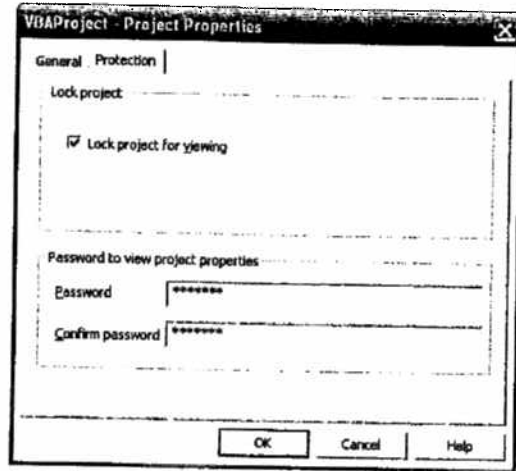 VBAProject - Project Properties
General Protection
Lock project
Lock project for viewing
Password to view project properties
Password *******
Confirm password *******
OK Cancel Help